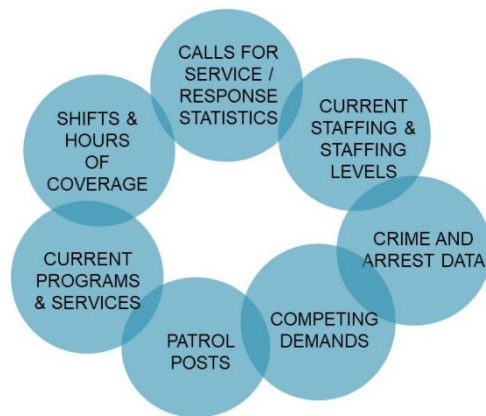 CALLS FOR
SERVICE /
RESPONSE
STATISTICS
CURRENT
STAFFING &
STAFFING
LEVELS
CRIME AND
ARREST DATA
COMPETING
DEMANDS
PATROL
POSTS
CURRENT
PROGRAMS
& SERVICES
SHIFTS &
HOURS
OF
COVERAGE